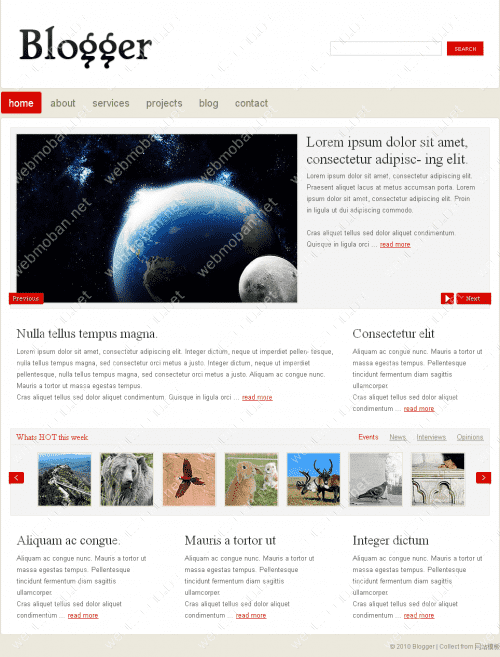 Blogger
SEARCH
home about services projects blog contact
Lorem ipsum dolor sit amet,
consectetur adipisc- ing elit.
Lorem ipsum dolor sit amet, consectetur adipiscing elit.
Praesent aliquet lacus at metus accumsan porta. Lorem
ipsum dolor sit amet, consectetur adipiscing elit. Proin
in ligula ut dui adipiscing commodo.
Cras aliquet tellus sed dolor aliquet condimentum.
Quisque in ligula orci ... read more
Previous
Next
Nulla tellus tempus magna.
Lorem ipsum dolor sit amet, consectetur adipiscing elit. Integer dictum, neque ut imperdiet pellen- tesque,
nulla tellus tempus magna, sed consectetur orci metus a justo. Integer dictum, neque ut imperdiet
pellentesque, nulla tellus tempus magna, sed consectetur orci metus a justo. Aliquam ac congue nunc.
Mauris a tortor ut massa egestas tempus.
Cras aliquet tellus sed dolor aliquet condimentum. Quisque in ligula orci ... read more
Consectetur elit
Aliquam ac congue nunc. Mauris a tortor ut
massa egestas tempus. Pellentesque
tincidunt fermentum diam sagittis
ullamcorper.
Cras aliquet tellus sed dolor aliquet
condimentum ... read more
Whats HOT this week
Events News Interviews Opinions
Aliquam ac congue.
Aliquam ac congue nunc. Mauris a tortor ut
massa egestas tempus. Pellentesque
tincidunt fermentum diam sagittis
ullamcorper.
Cras aliquet tellus sed dolor aliquet
condimentum ... read more
Mauris a tortor ut
Aliquam ac congue nunc. Mauris a tortor ut
massa egestas tempus. Pellentesque
tincidunt fermentum diam sagittis
ullamcorper.
Cras aliquet tellus sed dolor aliquet
condimentum ... read more
Integer dictum
Aliquam ac congue nunc. Mauris a tortor ut
massa egestas tempus. Pellentesque
tincidunt fermentum diam sagittis
ullamcorper.
Cras aliquet tellus sed dolor aliquet
condimentum ... read more
© 2010 Blogger | Collect from 网站模板
webmoban.net
webmoban.net
webmoban.net